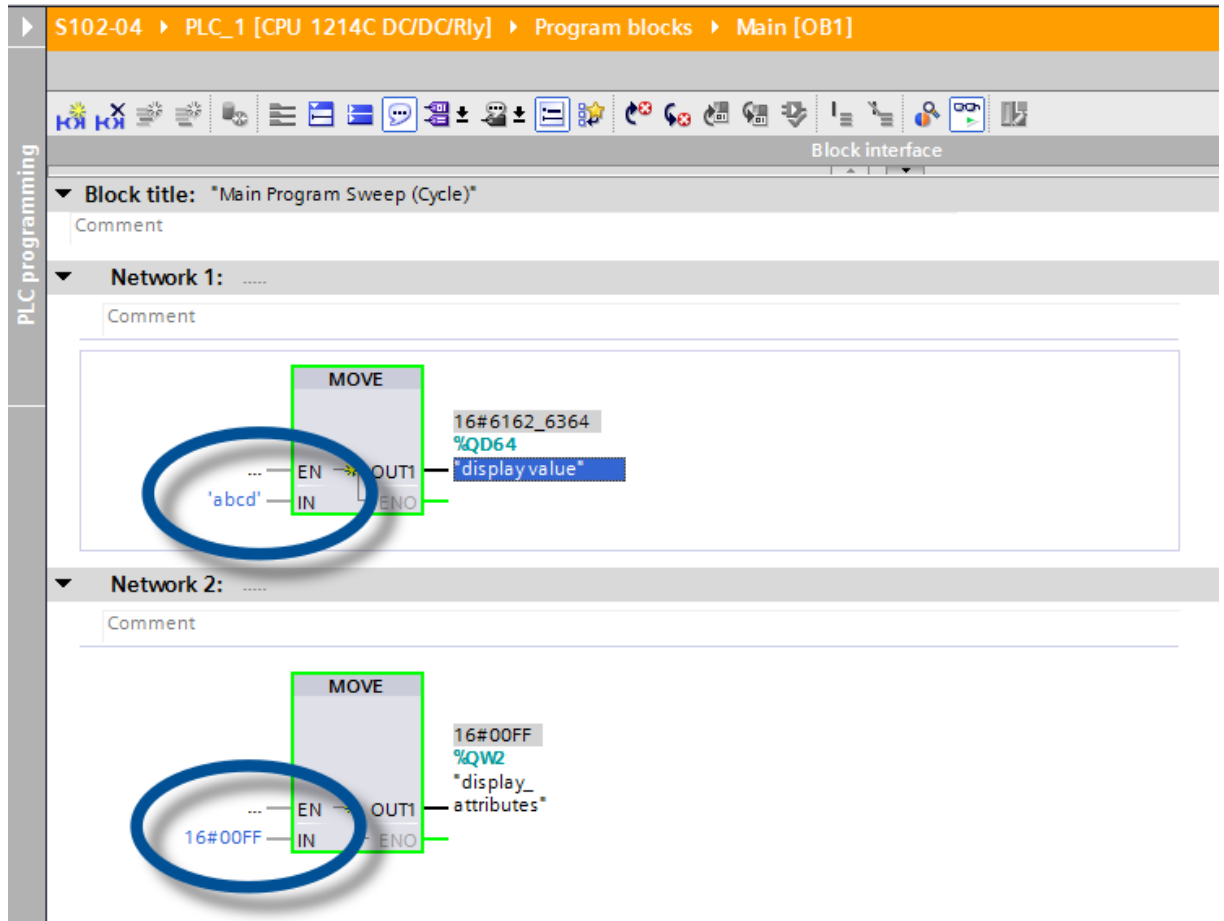 S102-04 ▸ PLC_1 [CPU 1214C DC/DC/Rly] ▸ Program blocks ▸ Main [OB1]
Block interface
PLC programming
Block title: "Main Program Sweep (Cycle)"
Comment
Network 1: .....
Comment
MOVE
16#6162_6364
%QD64
... EN OUT1 "display value"
'abcd' IN ENO
Network 2: .....
Comment
MOVE
16#00FF
%QW2
"display_
... EN OUT1 attributes"
16#00FF IN ENO